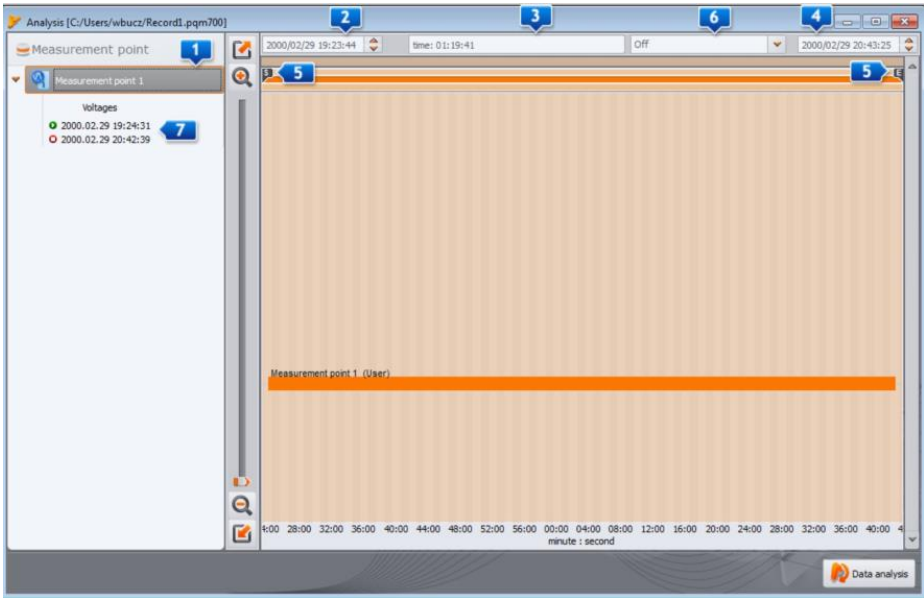 Analysis [C:/Users/wbucz/Record1.pqm700]
2
3
6
4
Measurement point
1
2000/02/29 19:23:44
time: 01:19:41
Off
2000/02/29 20:43:25
Measurement point 1
S
5
5
E
Voltages
2000.02.29 19:24:31
2000.02.29 20:42:39
7
Measurement point 1 (User)
4:00 28:00 32:00 36:00 40:00 44:00 48:00 52:00 56:00 00:00 04:00 08:00 12:00 16:00 20:00 24:00 28:00 32:00 36:00 40:00 4
minute : second
Data analysis